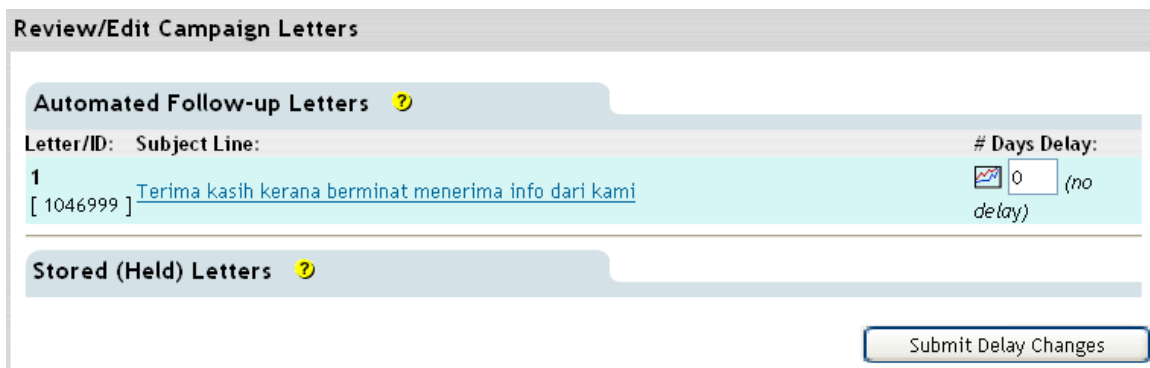 Review/Edit Campaign Letters
Automated Follow-up Letters ?
Letter/ID: Subject Line: # Days Delay:
1
[ 1046999 ] Terima kasih kerana berminat menerima info dari kami 0 (no
delay)
Stored (Held) Letters ?
Submit Delay Changes